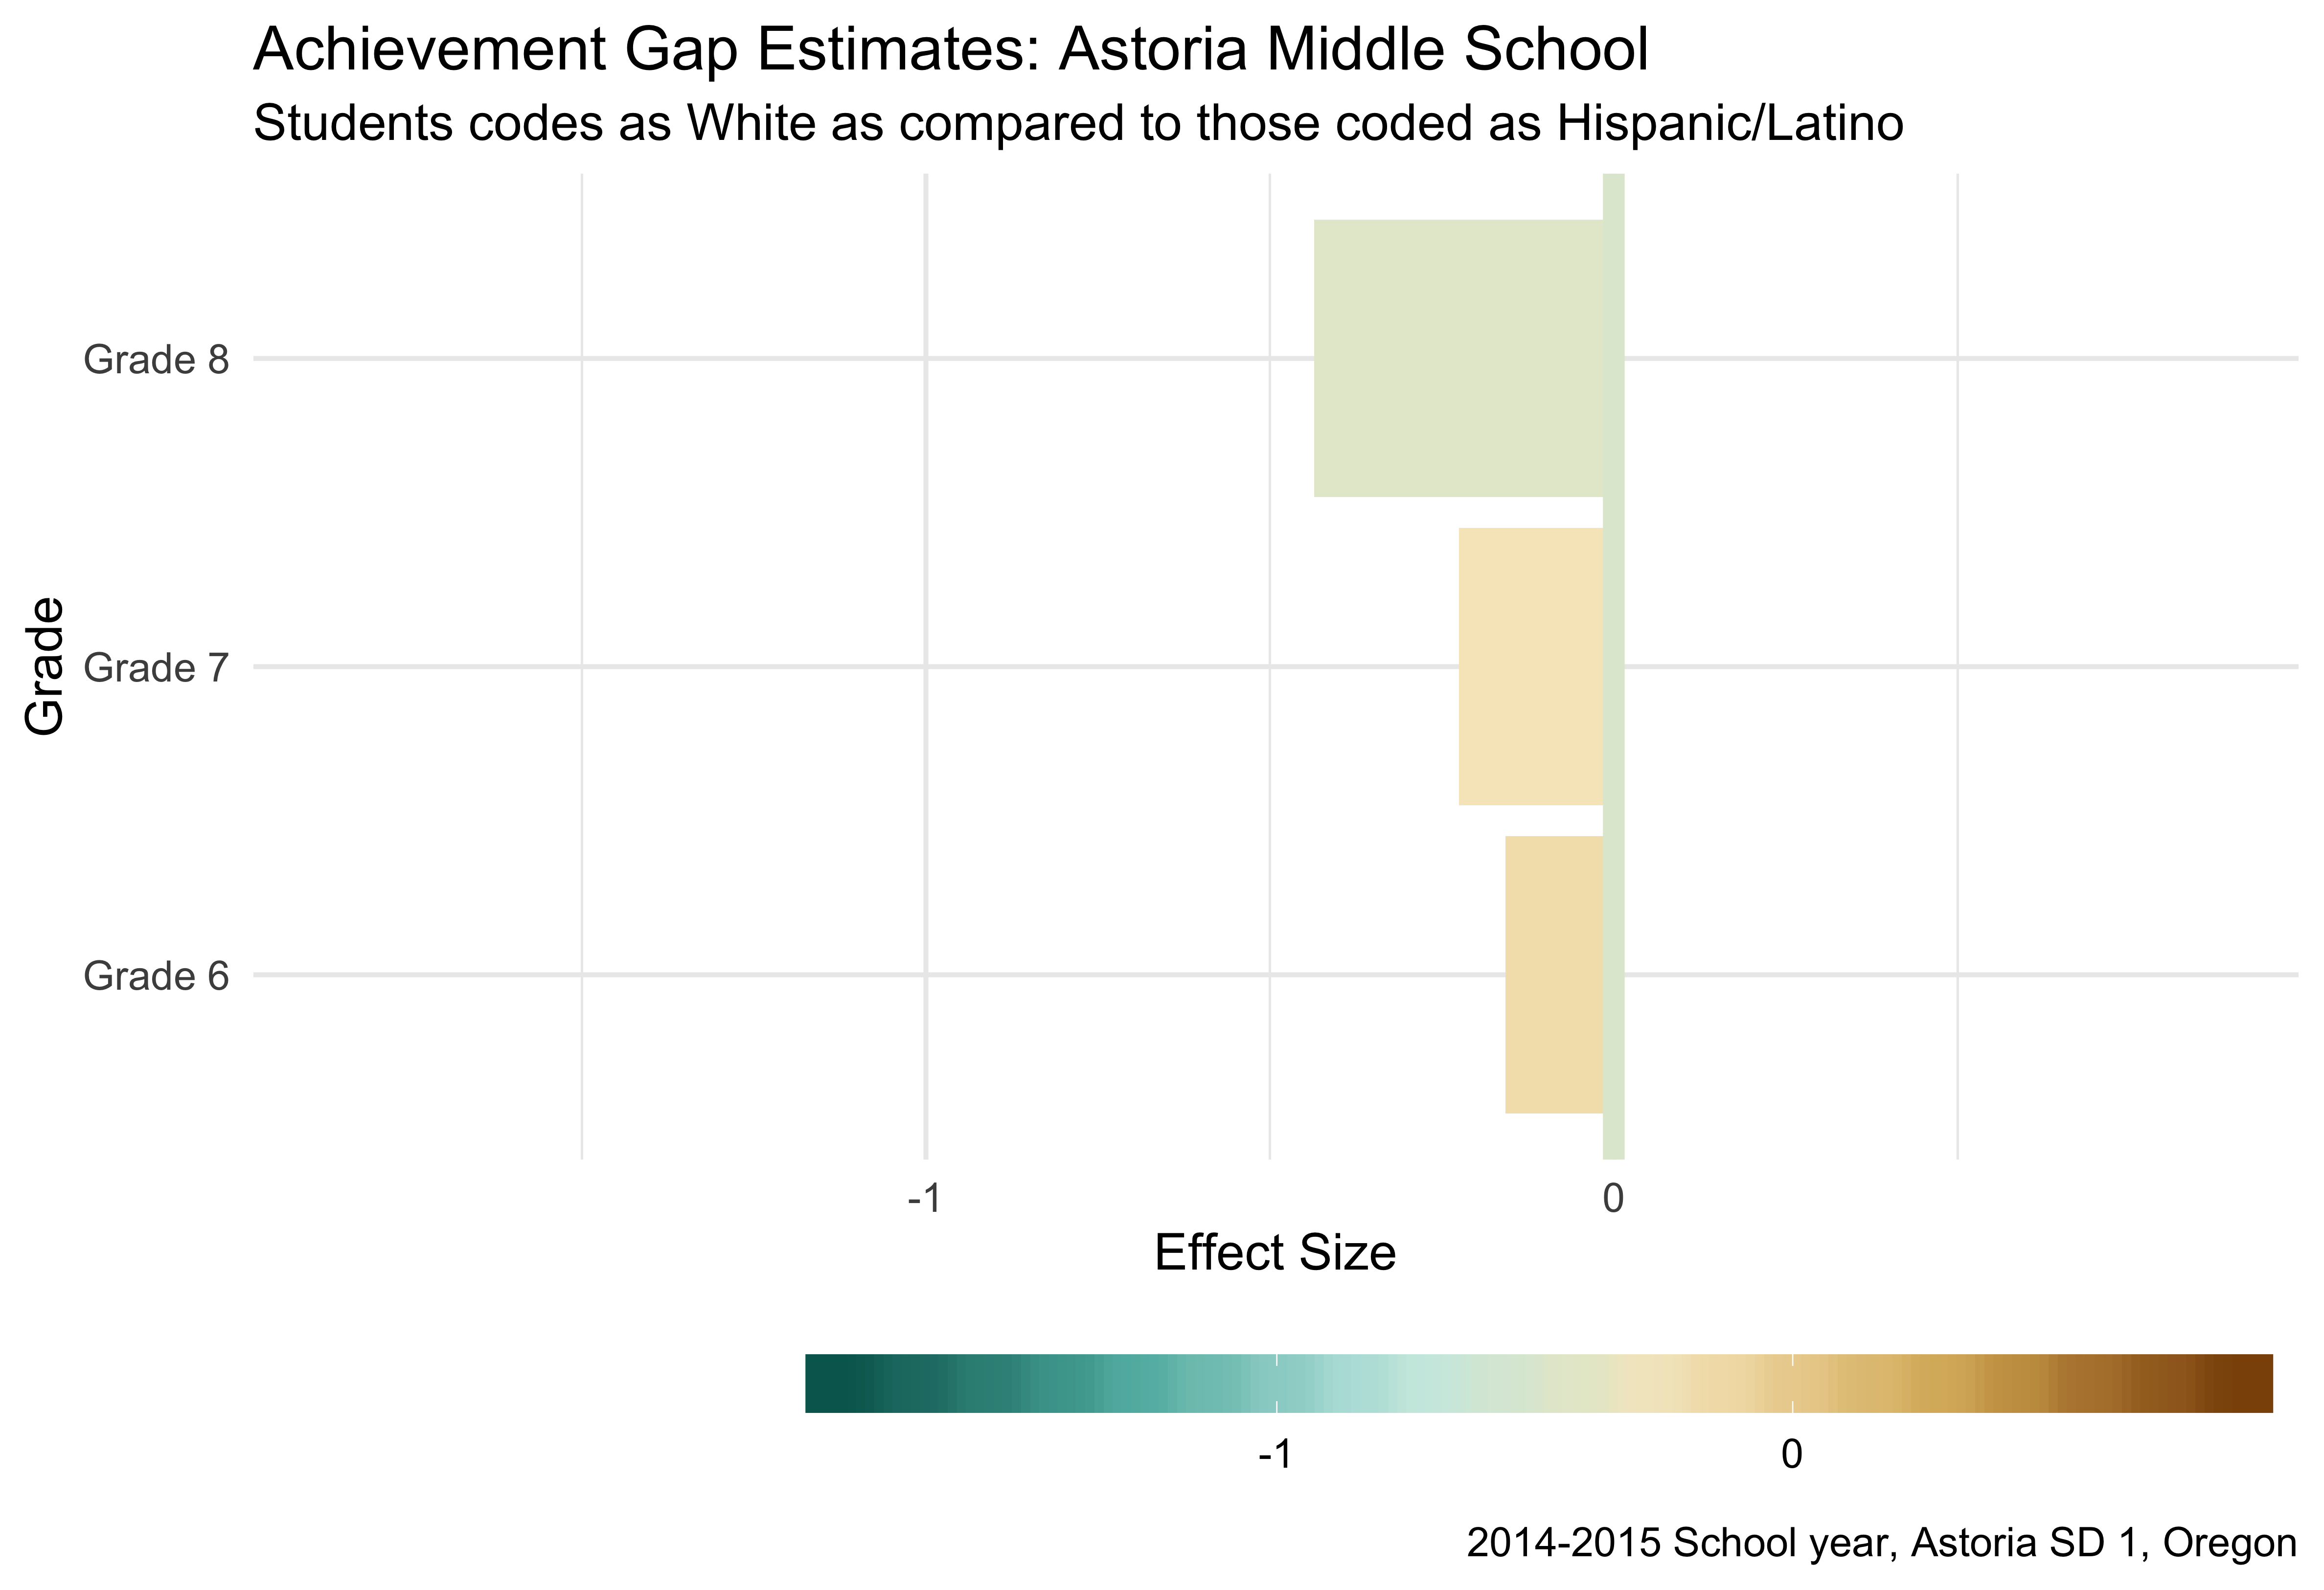 Achievement Gap Estimates: Astoria Middle School
Students codes as White as compared to those coded as Hispanic/Latino
Grade
Grade 8
Grade 7
Grade 6
-1 0
Effect Size
-1 0
2014-2015 School year, Astoria SD 1, Oregon